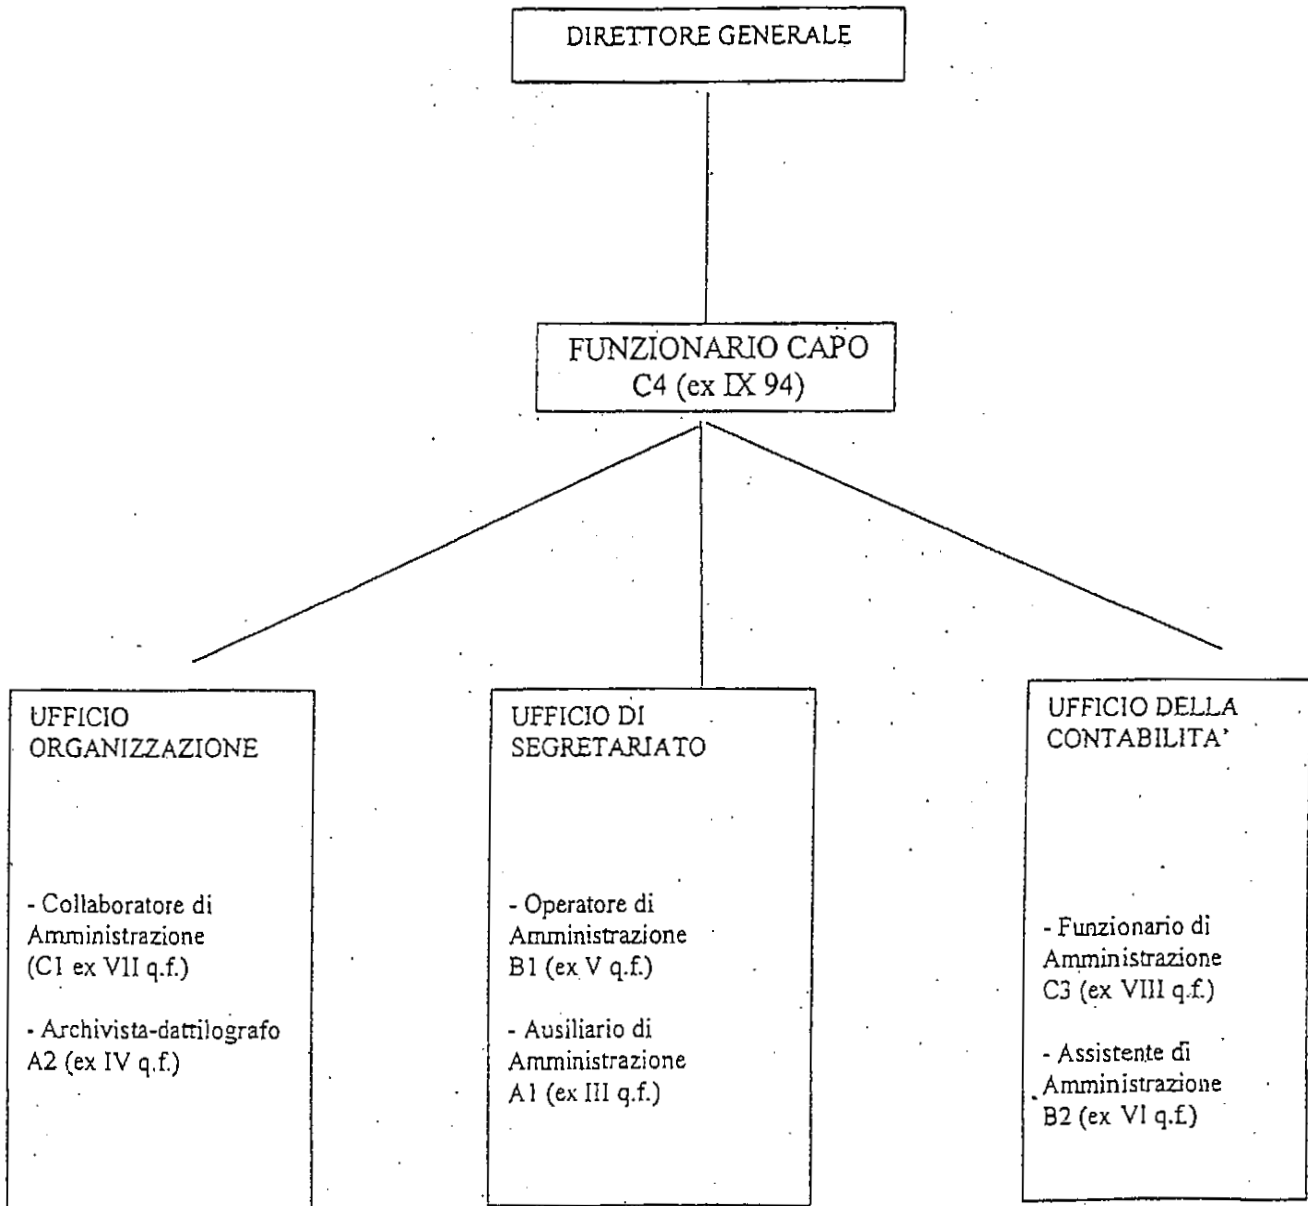 DIRETTORE GENERALE
FUNZIONARIO CAPO
C4 (ex IX 94)
UFFICIO
ORGANIZZAZIONE
- Collaboratore di
Amministrazione
(C1 ex VII q.f.)
- Archivista-dattilografo
A2 (ex IV q.f.)
UFFICIO DI
SEGRETARIATO
- Operatore di
Amministrazione
B1 (ex V q.f.)
- Ausiliario di
Amministrazione
A1 (ex III q.f.)
UFFICIO DELLA
CONTABILITA'
- Funzionario di
Amministrazione
C3 (ex VIII q.f.)
- Assistente di
Amministrazione
B2 (ex VI q.f.)